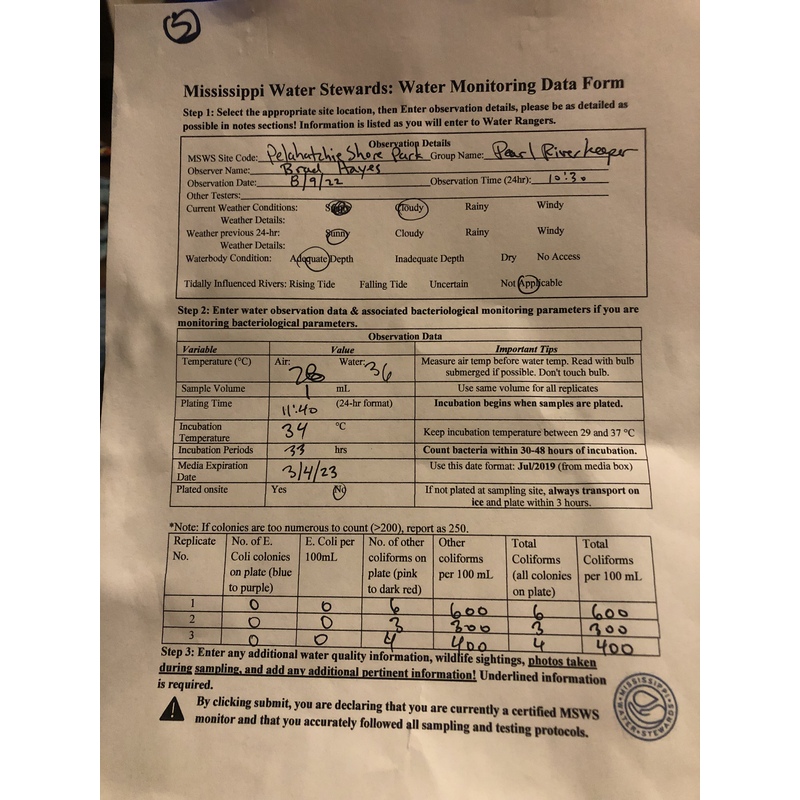 5
Mississippi Water Stewards: Water Monitoring Data Form
Step 1: Select the appropriate site location, then Enter observation details, please be as detailed as
possible in notes sections! Information is listed as you will enter to Water Rangers.
Observation Details
MSWS Site Code: Pelahatchie Shore Park Group Name: Pearl Riverkeeper
Observer Name: Brad Hayes
Observation Date: 8/9/22 Observation Time (24hr): 10:30
Other Testers:
Current Weather Conditions: Cloudy Rainy Windy
Weather Details:
Weather previous 24-hr: Sunny Cloudy Rainy Windy
Weather Details:
Waterbody Condition: Adequate Depth Inadequate Depth Dry No Access
Tidally Influenced Rivers: Rising Tide Falling Tide Uncertain Not Applicable
Step 2: Enter water observation data & associated bacteriological monitoring parameters if you are
monitoring bacteriological parameters.
Observation Data
Variable Value Important Tips
Temperature (°C) Air: 28 Water: 36 Measure air temp before water temp. Read with bulb
submerged if possible. Don't touch bulb.
Sample Volume 1 mL Use same volume for all replicates
Plating Time 11:40 (24-hr format) Incubation begins when samples are plated.
Incubation
Temperature 34 °C Keep incubation temperature between 29 and 37 °C
Incubation Periods 33 hrs Count bacteria within 30-48 hours of incubation.
Media Expiration
Date 3/4/23 Use this date format: Jul/2019 (from media box)
Plated onsite Yes No If not plated at sampling site, always transport on
ice and plate within 3 hours.
*Note: If colonies are too numerous to count (>200), report as 250.
Replicate No. of E. E. Coli per No. of other Other Total Total
No. Coli colonies 100mL coliforms on coliforms Coliforms Coliforms
on plate (blue plate (pink per 100 mL (all colonies per 100 mL
to purple) to dark red) on plate)
1 0 0 6 600 6 600
2 0 0 3 300 3 300
3 0 0 4 400 4 400
Step 3: Enter any additional water quality information, wildlife sightings, photos taken
during sampling, and add any additional pertinent information! Underlined information
is required.
By clicking submit, you are declaring that you are currently a certified MSWS
monitor and that you accurately followed all sampling and testing protocols.
MISSISSIPPI WATER STEWARDS